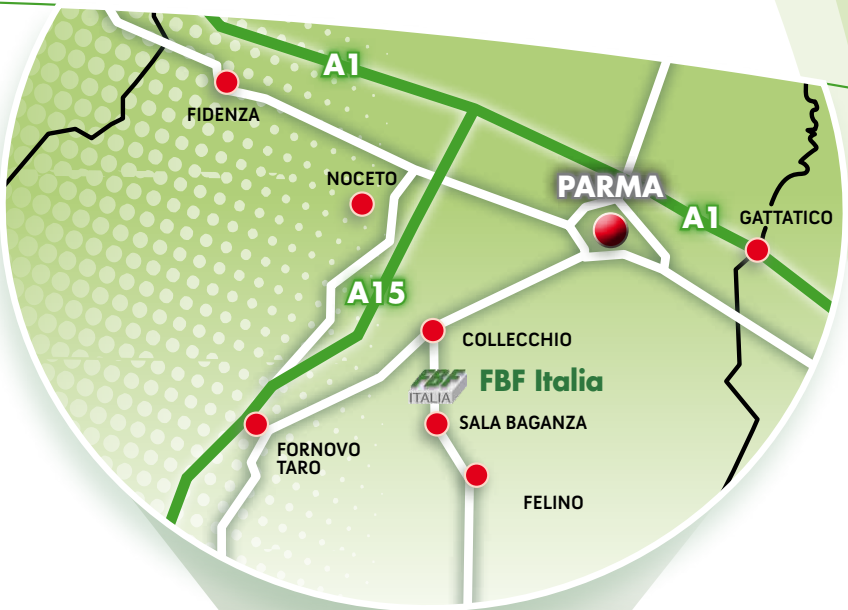 A1
FIDENZA
NOCETO
PARMA
A1
GATTATICO
A15
COLLECCHIO
FBF
ITALIA
FBF Italia
SALA BAGANZA
FORNOVO
TARO
FELINO